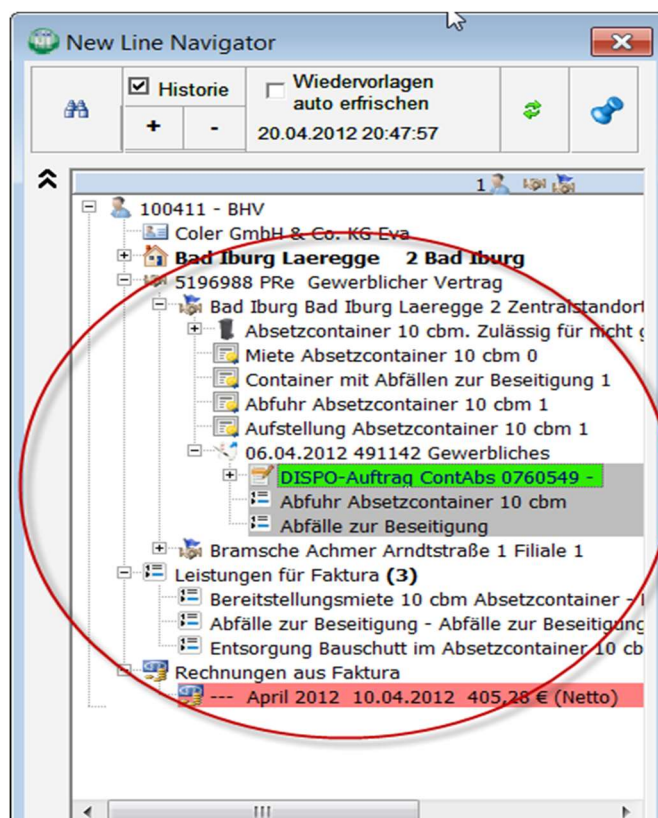 New Line Navigator
Historie
Wiedervorlagen
auto erfrischen
+ -
20.04.2012 20:47:57
1
100411 - BHV
Coler GmbH & Co. KG Eva
Bad Iburg Laeregge 2 Bad Iburg
5196988 PRe Gewerblicher Vertrag
Bad Iburg Bad Iburg Laeregge 2 Zentralstandort
Absetzcontainer 10 cbm. Zulässig für nicht
Miete Absetzcontainer 10 cbm 0
Container mit Abfällen zur Beseitigung 1
Abfuhr Absetzcontainer 10 cbm 1
Aufstellung Absetzcontainer 10 cbm 1
06.04.2012 491142 Gewerbliches
DISPO-Auftrag ContAbs 0760549 -
Abfuhr Absetzcontainer 10 cbm
Abfälle zur Beseitigung
Bramsche Achmer Arndtstraße 1 Filiale 1
Leistungen für Faktura (3)
Bereitstellungsmiete 10 cbm Absetzcontainer -
Abfälle zur Beseitigung - Abfälle zur Beseitigung
Entsorgung Bauschutt im Absetzcontainer 10 cb
Rechnungen aus Faktura
--- April 2012 10.04.2012 405,28 € (Netto)